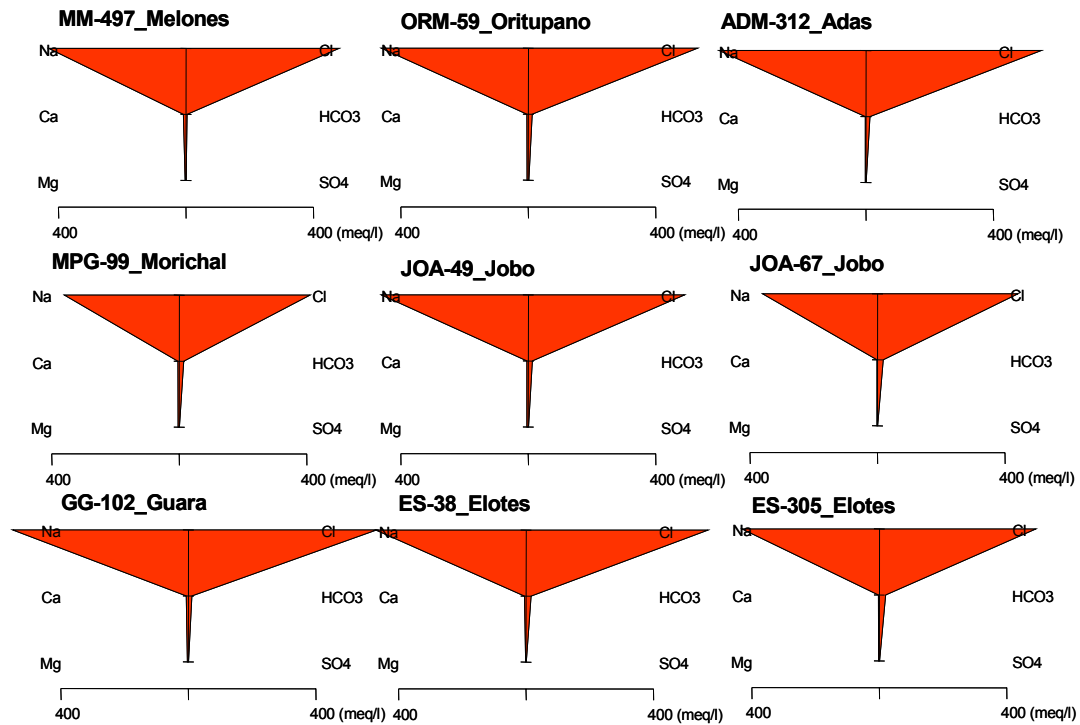 MM-497_Melones
Na Cl
Ca HCO3
Mg SO4
400 400 (meq/l)
ORM-59_Oritupano
Na Cl
Ca HCO3
Mg SO4
400 400 (meq/l)
ADM-312_Adas
Na Cl
Ca HCO3
Mg SO4
400 400 (meq/l)
MPG-99_Morichal
Na Cl
Ca HCO3
Mg SO4
400 400 (meq/l)
JOA-49_Jobo
Na Cl
Ca HCO3
Mg SO4
400 400 (meq/l)
JOA-67_Jobo
Na Cl
Ca HCO3
Mg SO4
400 400 (meq/l)
GG-102_Guara
Na Cl
Ca HCO3
Mg SO4
400 400 (meq/l)
ES-38_Elotes
Na Cl
Ca HCO3
Mg SO4
400 400 (meq/l)
ES-305_Elotes
Na Cl
Ca HCO3
Mg SO4
400 400 (meq/l)